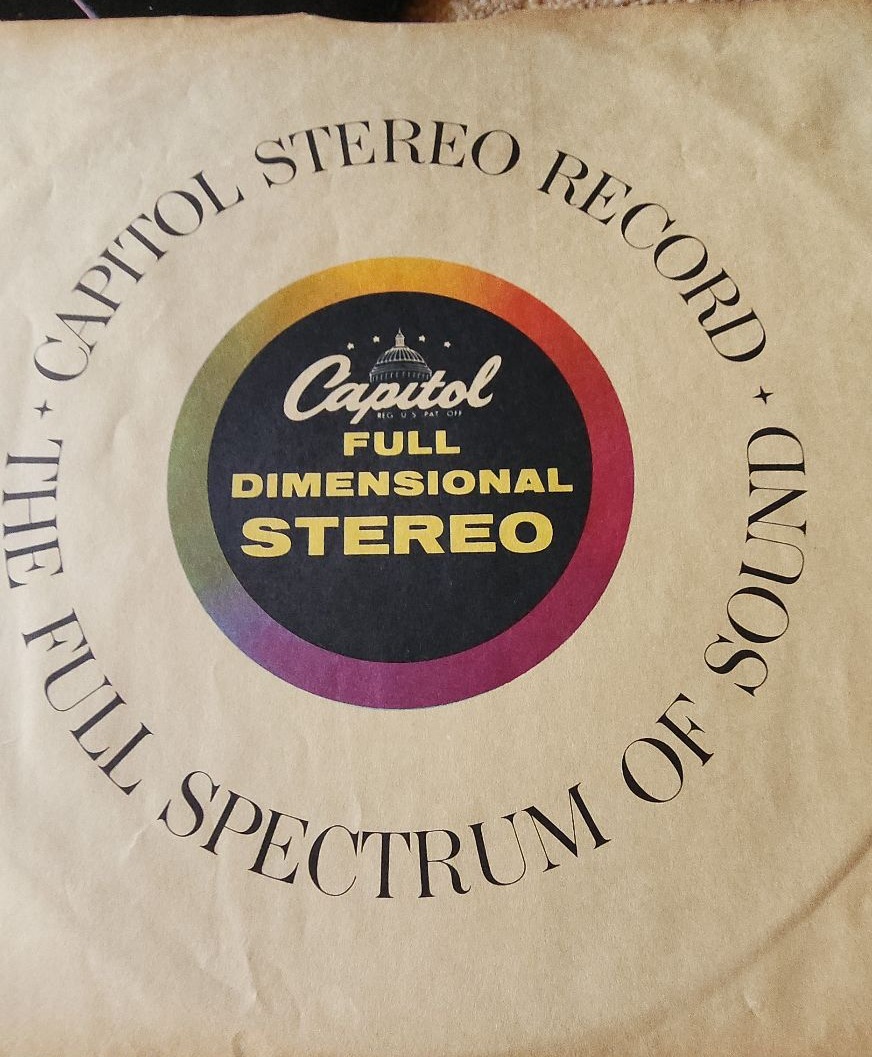 CAPITOL STEREO RECORD
Capitol
REG. U.S. PAT. OFF.
FULL
DIMENSIONAL
STEREO
THE FULL SPECTRUM OF SOUND